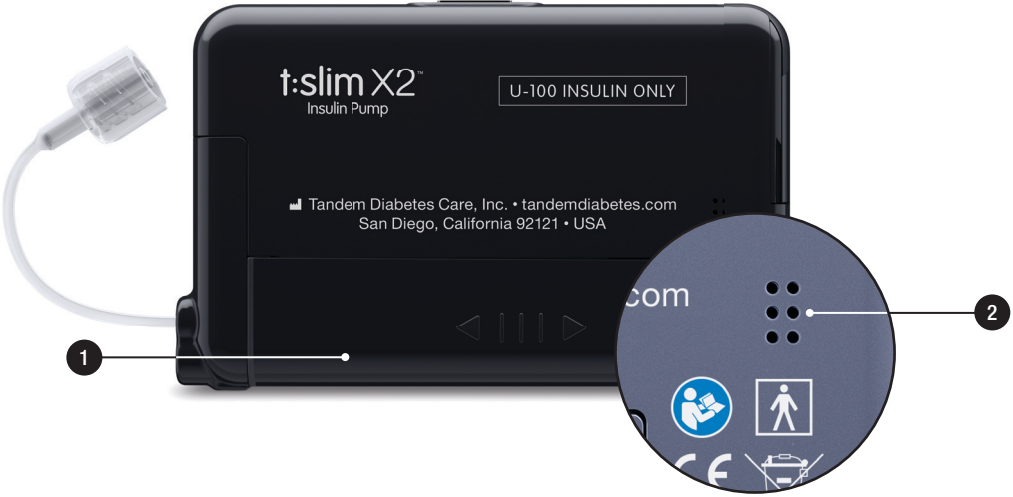 t:slim X2™
Insulin Pump
U-100 INSULIN ONLY
Tandem Diabetes Care, Inc. • tandemdiabetes.com
San Diego, California 92121 • USA
.com
2
1
CE